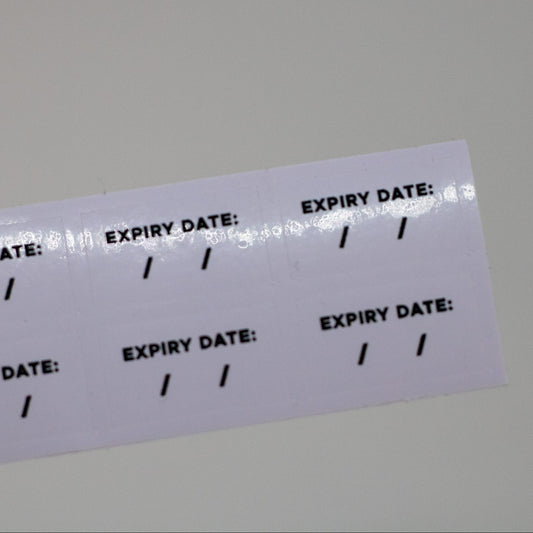 ATE: EXPIRY DATE: EXPIRY DATE:
/ / / / /
DATE: EXPIRY DATE: EXPIRY DATE:
/ / / / /